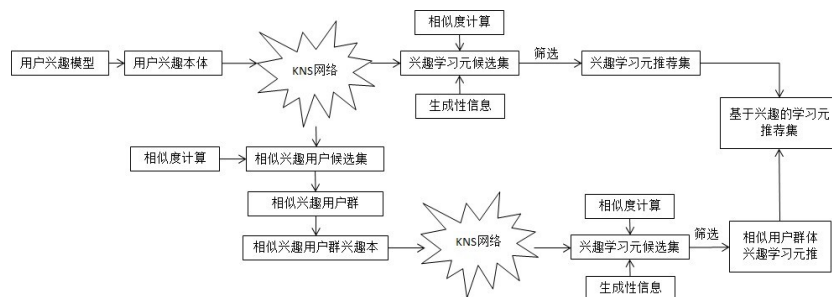 相似度计算
用户兴趣模型
用户兴趣本体
KNS网络
兴趣学习元候选集
筛选
兴趣学习元推荐集
生成性信息
基于兴趣的学习元
推荐集
相似度计算
相似兴趣用户候选集
相似兴趣用户群
相似兴趣用户群兴趣本
KNS网络
相似度计算
兴趣学习元候选集
筛选
相似用户群体
兴趣学习元推
生成性信息